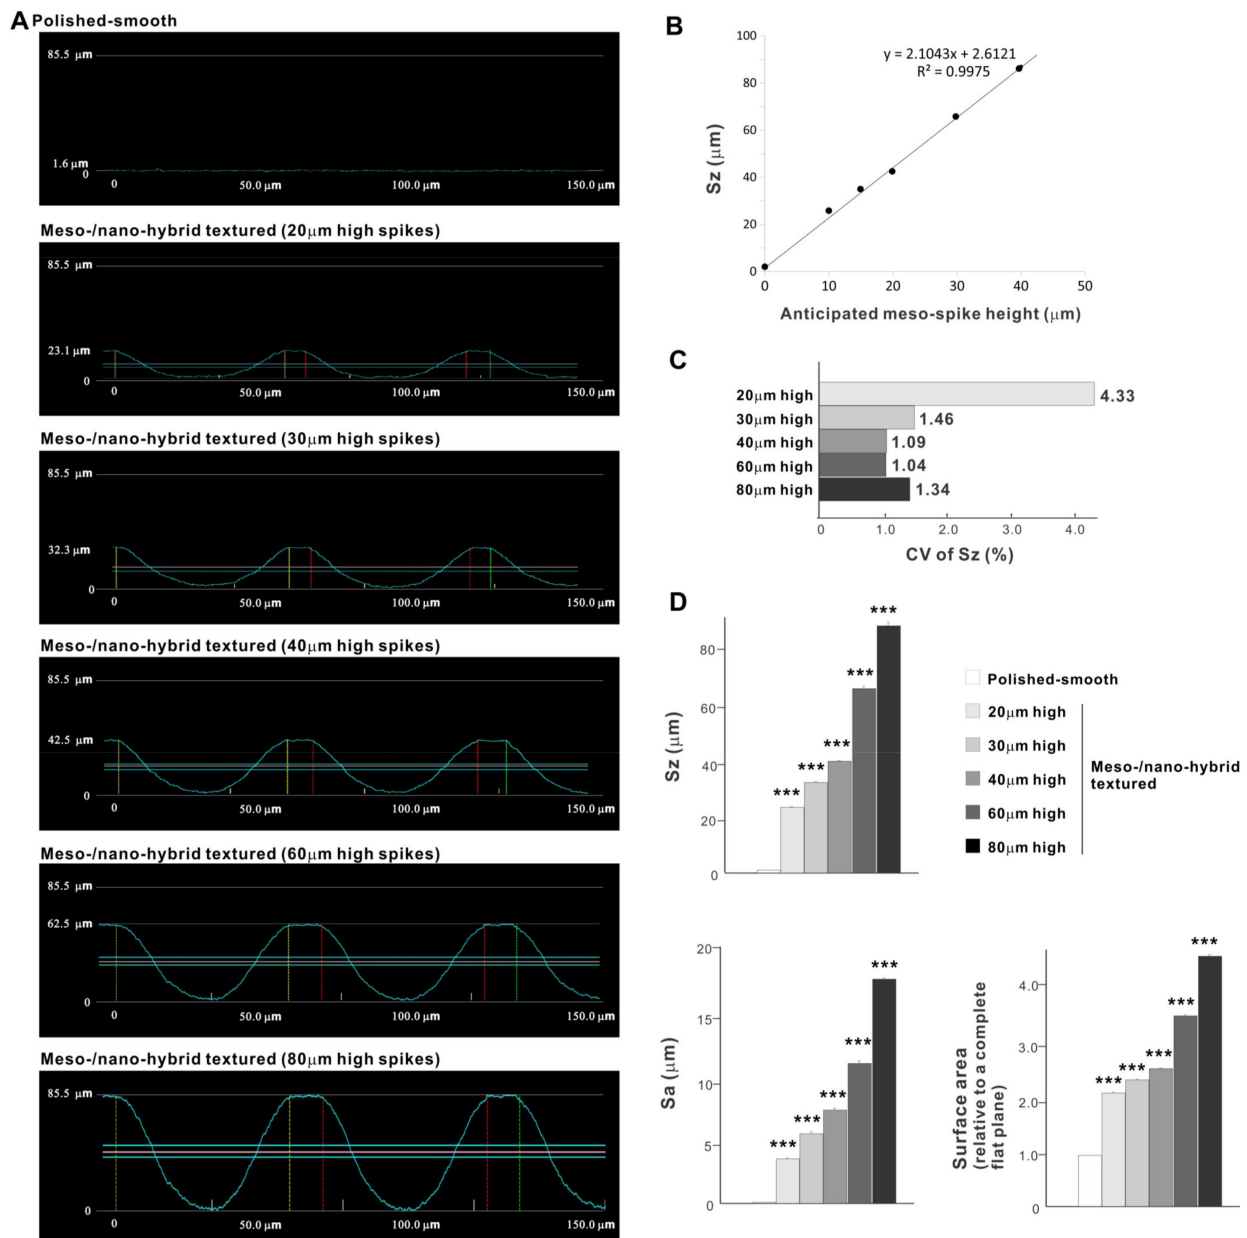 A Polished-smooth
85.5 μm
1.6 μm
0
0 50.0 μm 100.0 μm 150.0 μm
Meso-/nano-hybrid textured (20μm high spikes)
85.5 μm
23.1 μm
0
0 50.0 μm 100.0 μm 150.0 μm
Meso-/nano-hybrid textured (30μm high spikes)
85.5 μm
32.3 μm
0
0 50.0 μm 100.0 μm 150.0 μm
Meso-/nano-hybrid textured (40μm high spikes)
85.5 μm
42.5 μm
0
0 50.0 μm 100.0 μm 150.0 μm
Meso-/nano-hybrid textured (60μm high spikes)
85.5 μm
62.5 μm
0
0 50.0 μm 100.0 μm 150.0 μm
Meso-/nano-hybrid textured (80μm high spikes)
85.5 μm
0
0 50.0 μm 100.0 μm 150.0 μm
B
100
80
60
40
20
0
Sz (μm)
y = 2.1043x + 2.6121
R² = 0.9975
0 10 20 30 40 50
Anticipated meso-spike height (μm)
C
20μm high 4.33
30μm high 1.46
40μm high 1.09
60μm high 1.04
80μm high 1.34
0 1.0 2.0 3.0 4.0
CV of Sz (%)
D
Sz (μm)
80
60
40
20
0
*** *** *** *** ***
Polished-smooth
20μm high
30μm high
40μm high
60μm high
80μm high
Meso-/nano-hybrid
textured
Sa (μm)
20
15
10
5
0
*** *** *** *** ***
Surface area
(relative to a complete
flat plane)
4.0
3.0
2.0
1.0
0
*** *** *** *** ***